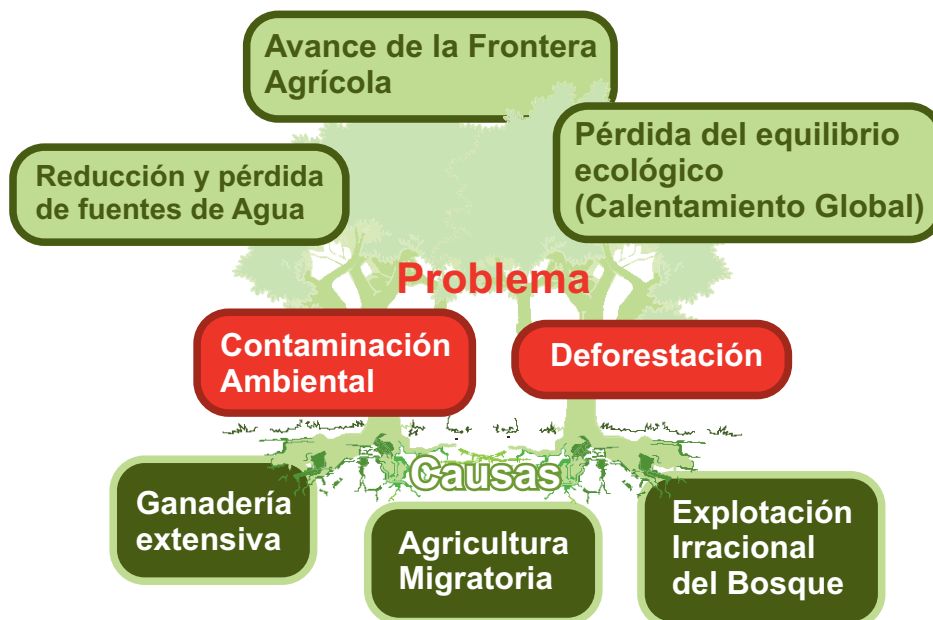 Avance de la Frontera
Agrícola
Pérdida del equilibrio
ecológico
(Calentamiento Global)
Reducción y pérdida
de fuentes de Agua
Problema
Contaminación
Ambiental
Deforestación
Causas
Ganadería
extensiva
Agricultura
Migratoria
Explotación
Irracional
del Bosque